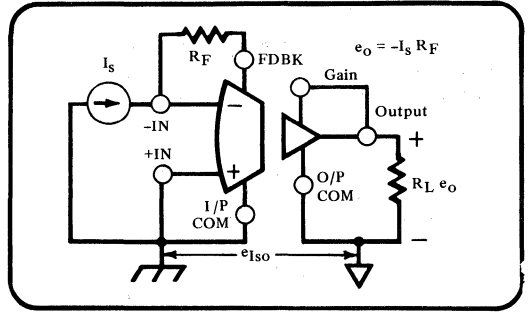 R_F
FDBK
e_o = -I_s R_F
I_s
Gain
Output
-IN
−
+
+IN
+
O/P
COM
R_L e_o
I/P
COM
−
e_Iso